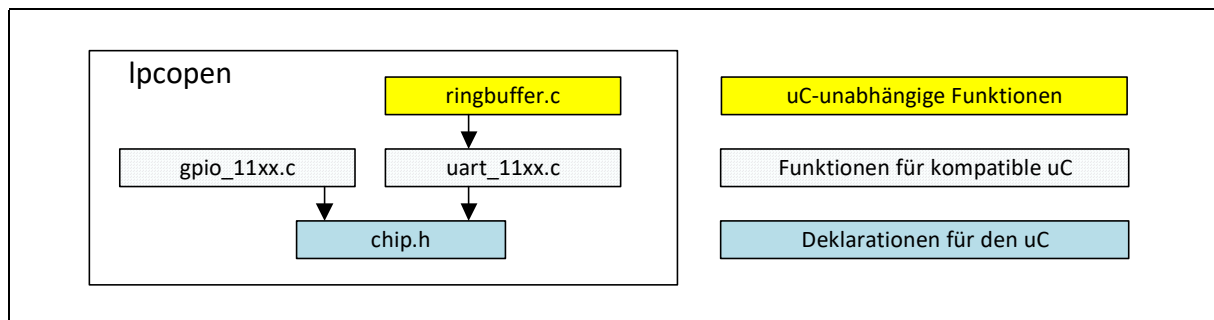 lpcopen
ringbuffer.c
uC-unabhängige Funktionen
gpio_11xx.c
uart_11xx.c
Funktionen für kompatible uC
chip.h
Deklarationen für den uC